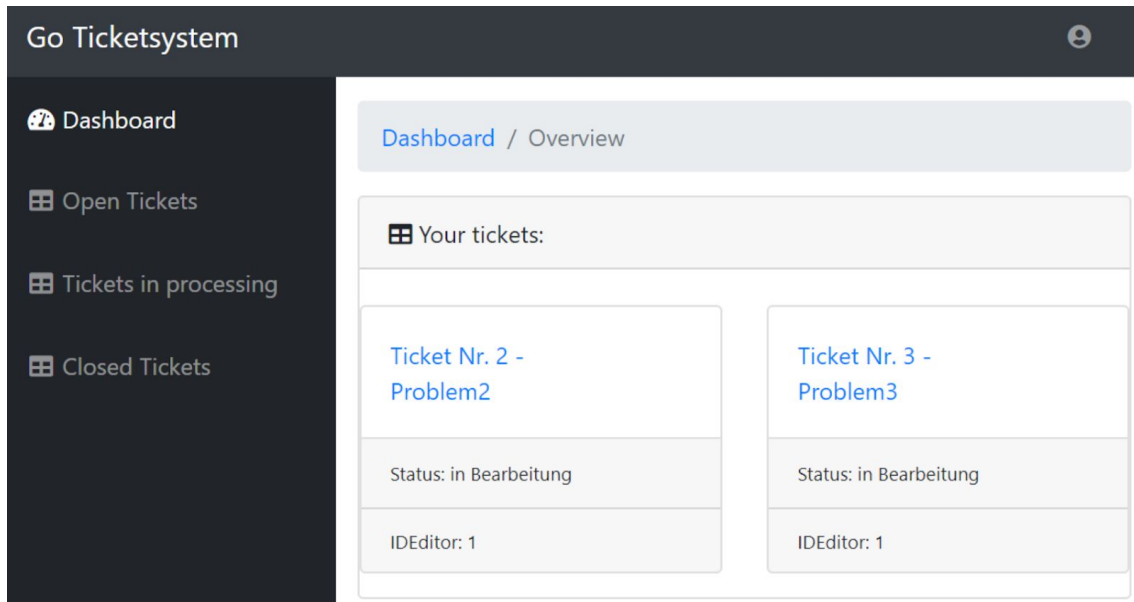 Go Ticketsystem
Dashboard
Open Tickets
Tickets in processing
Closed Tickets
Dashboard / Overview
Your tickets:
Ticket Nr. 2 -
Problem2
Status: in Bearbeitung
IDEditor: 1
Ticket Nr. 3 -
Problem3
Status: in Bearbeitung
IDEditor: 1